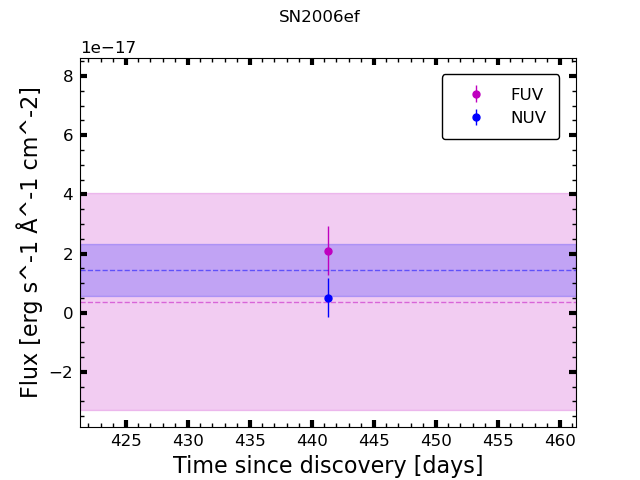 SN2006ef
1e−17
8
6
4
2
0
−2
Flux [erg s^-1 Å^-1 cm^-2]
FUV
NUV
425 430 435 440 445 450 455 460
Time since discovery [days]